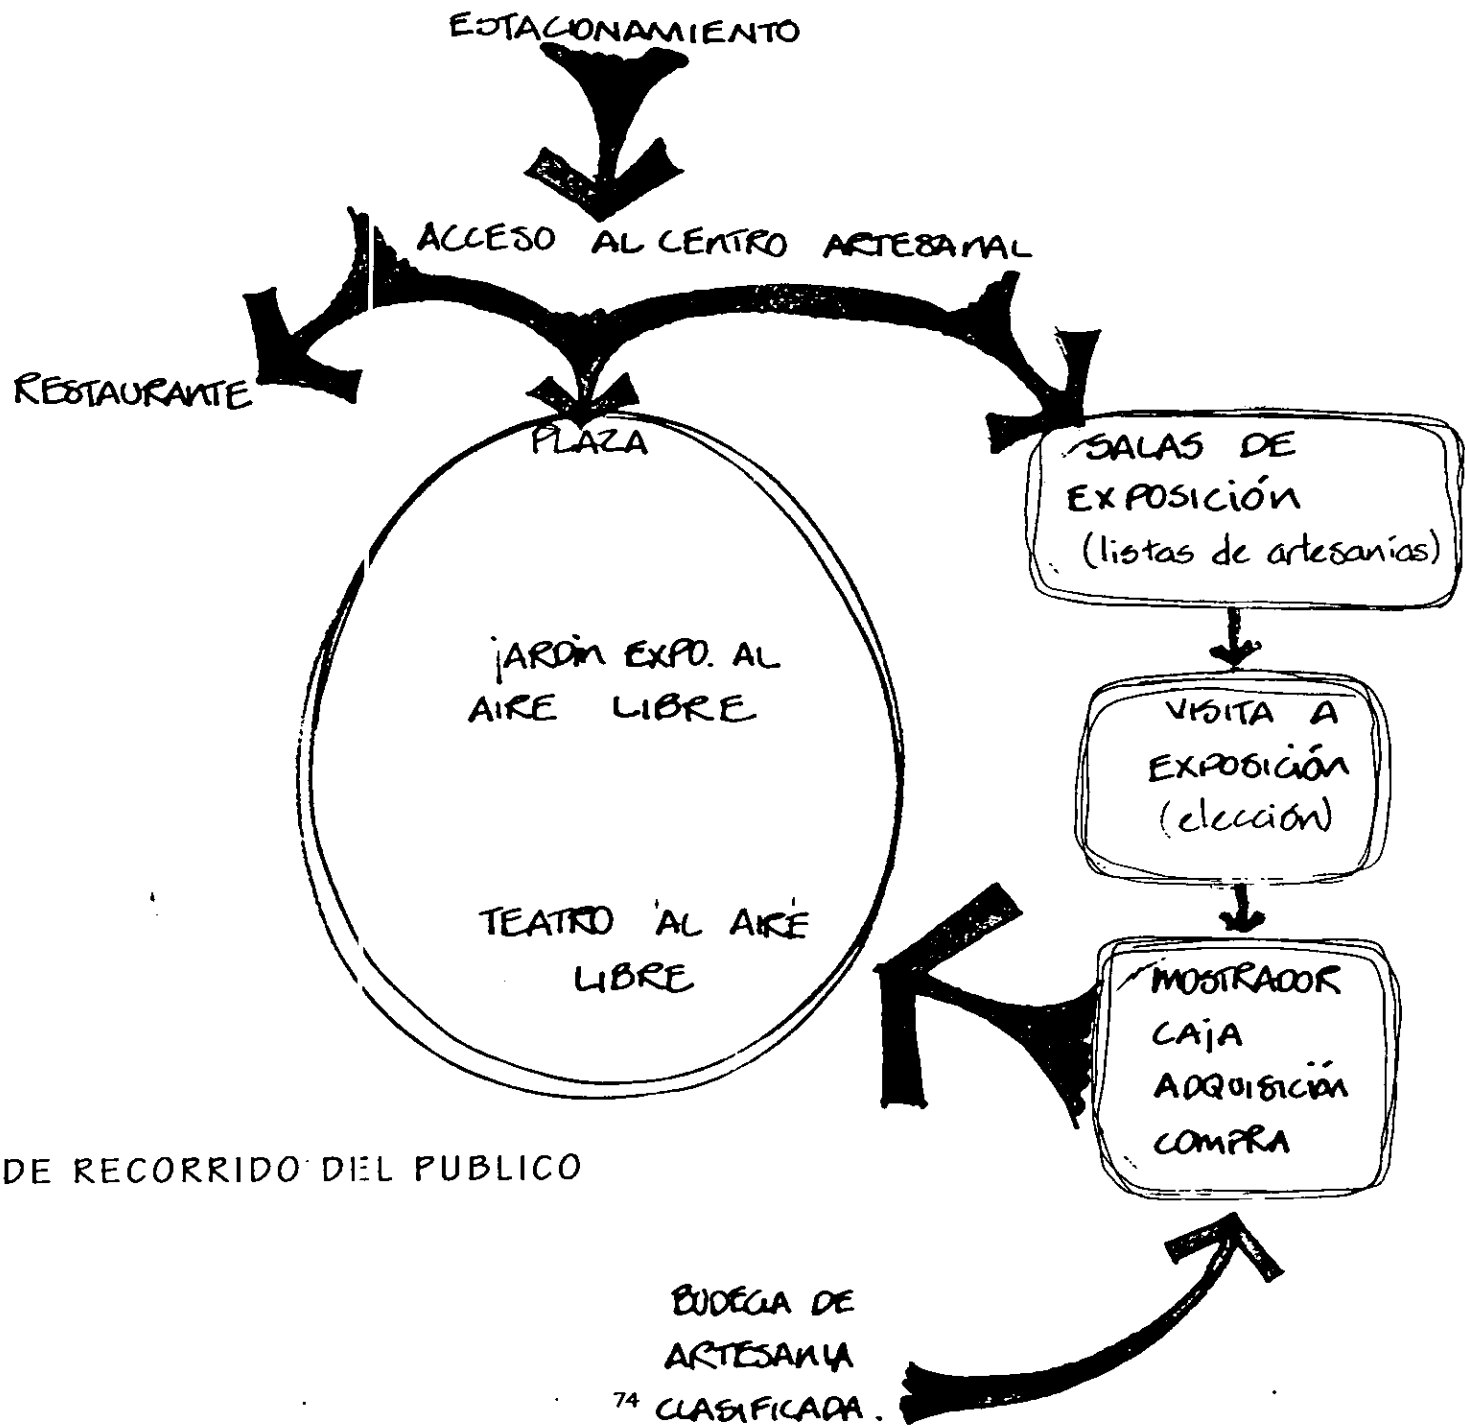 ESTACIONAMIENTO
ACCESO AL CENTRO ARTESANAL
RESTAURANTE
PLAZA
SALAS DE
EXPOSICIÓN
(listas de artesanías)
JARDIN EXPO. AL
AIRE LIBRE
VISITA A
EXPOSICIÓN
(elección)
TEATRO AL AIRE
LIBRE
MOSTRADOR
CAJA
ADQUISICIÓN
COMPRA
DE RECORRIDO DEL PUBLICO
BODEGA DE
ARTESANIA
CLASIFICADA.
74